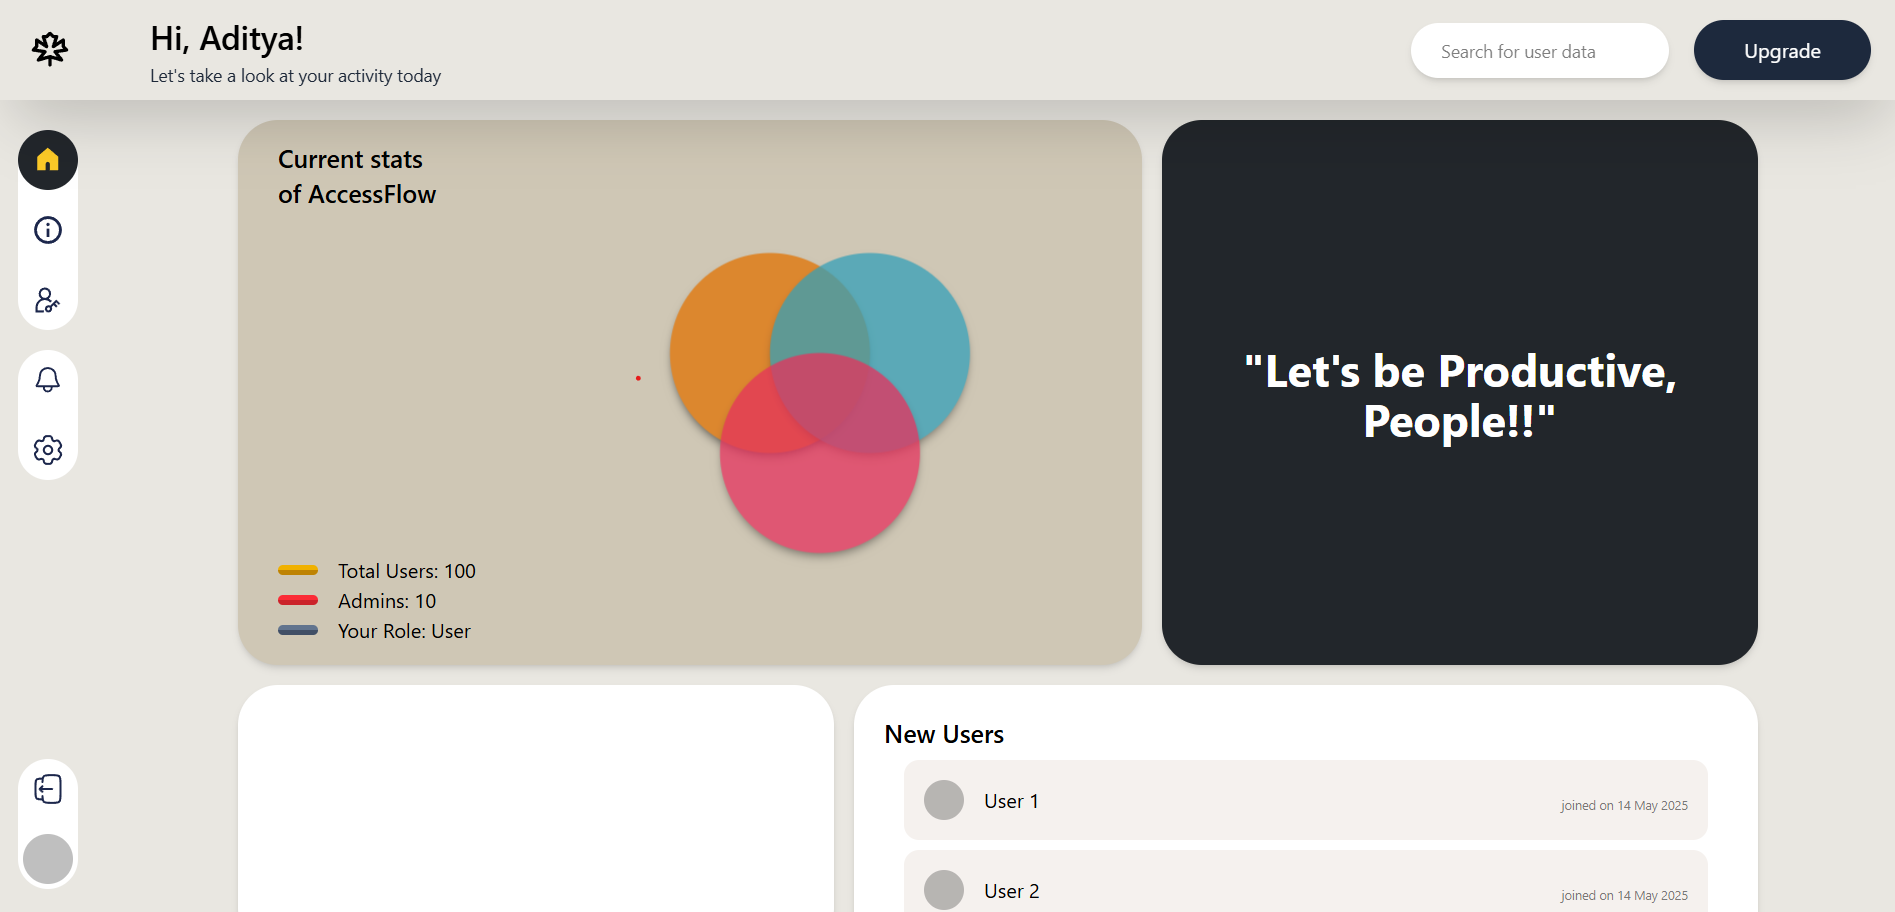 Hi, Aditya!
Let's take a look at your activity today
Search for user data
Upgrade
Current stats
of AccessFlow
Total Users: 100
Admins: 10
Your Role: User
"Let's be Productive,
People!!"
New Users
User 1
joined on 14 May 2025
User 2
joined on 14 May 2025